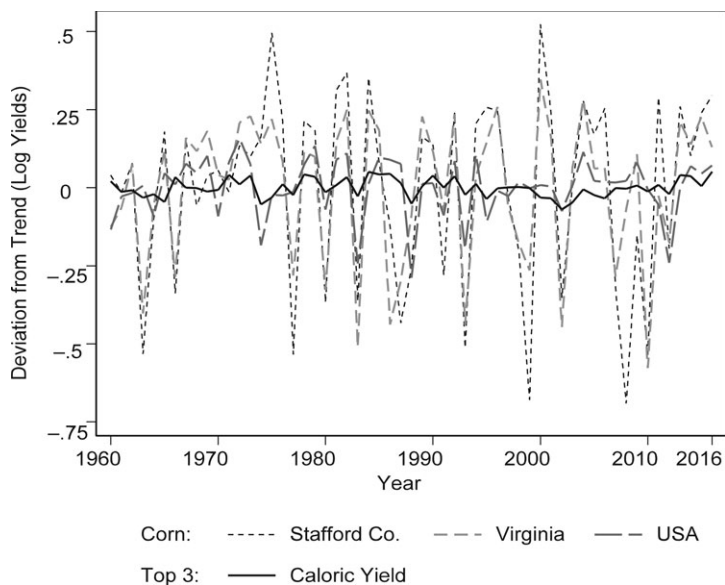 Deviation from Trend (Log Yields)
.5
.25
0
–.25
–.5
–.75
1960 1970 1980 1990 2000 2010 2016
Year
Corn: Stafford Co. Virginia USA
Top 3: Caloric Yield